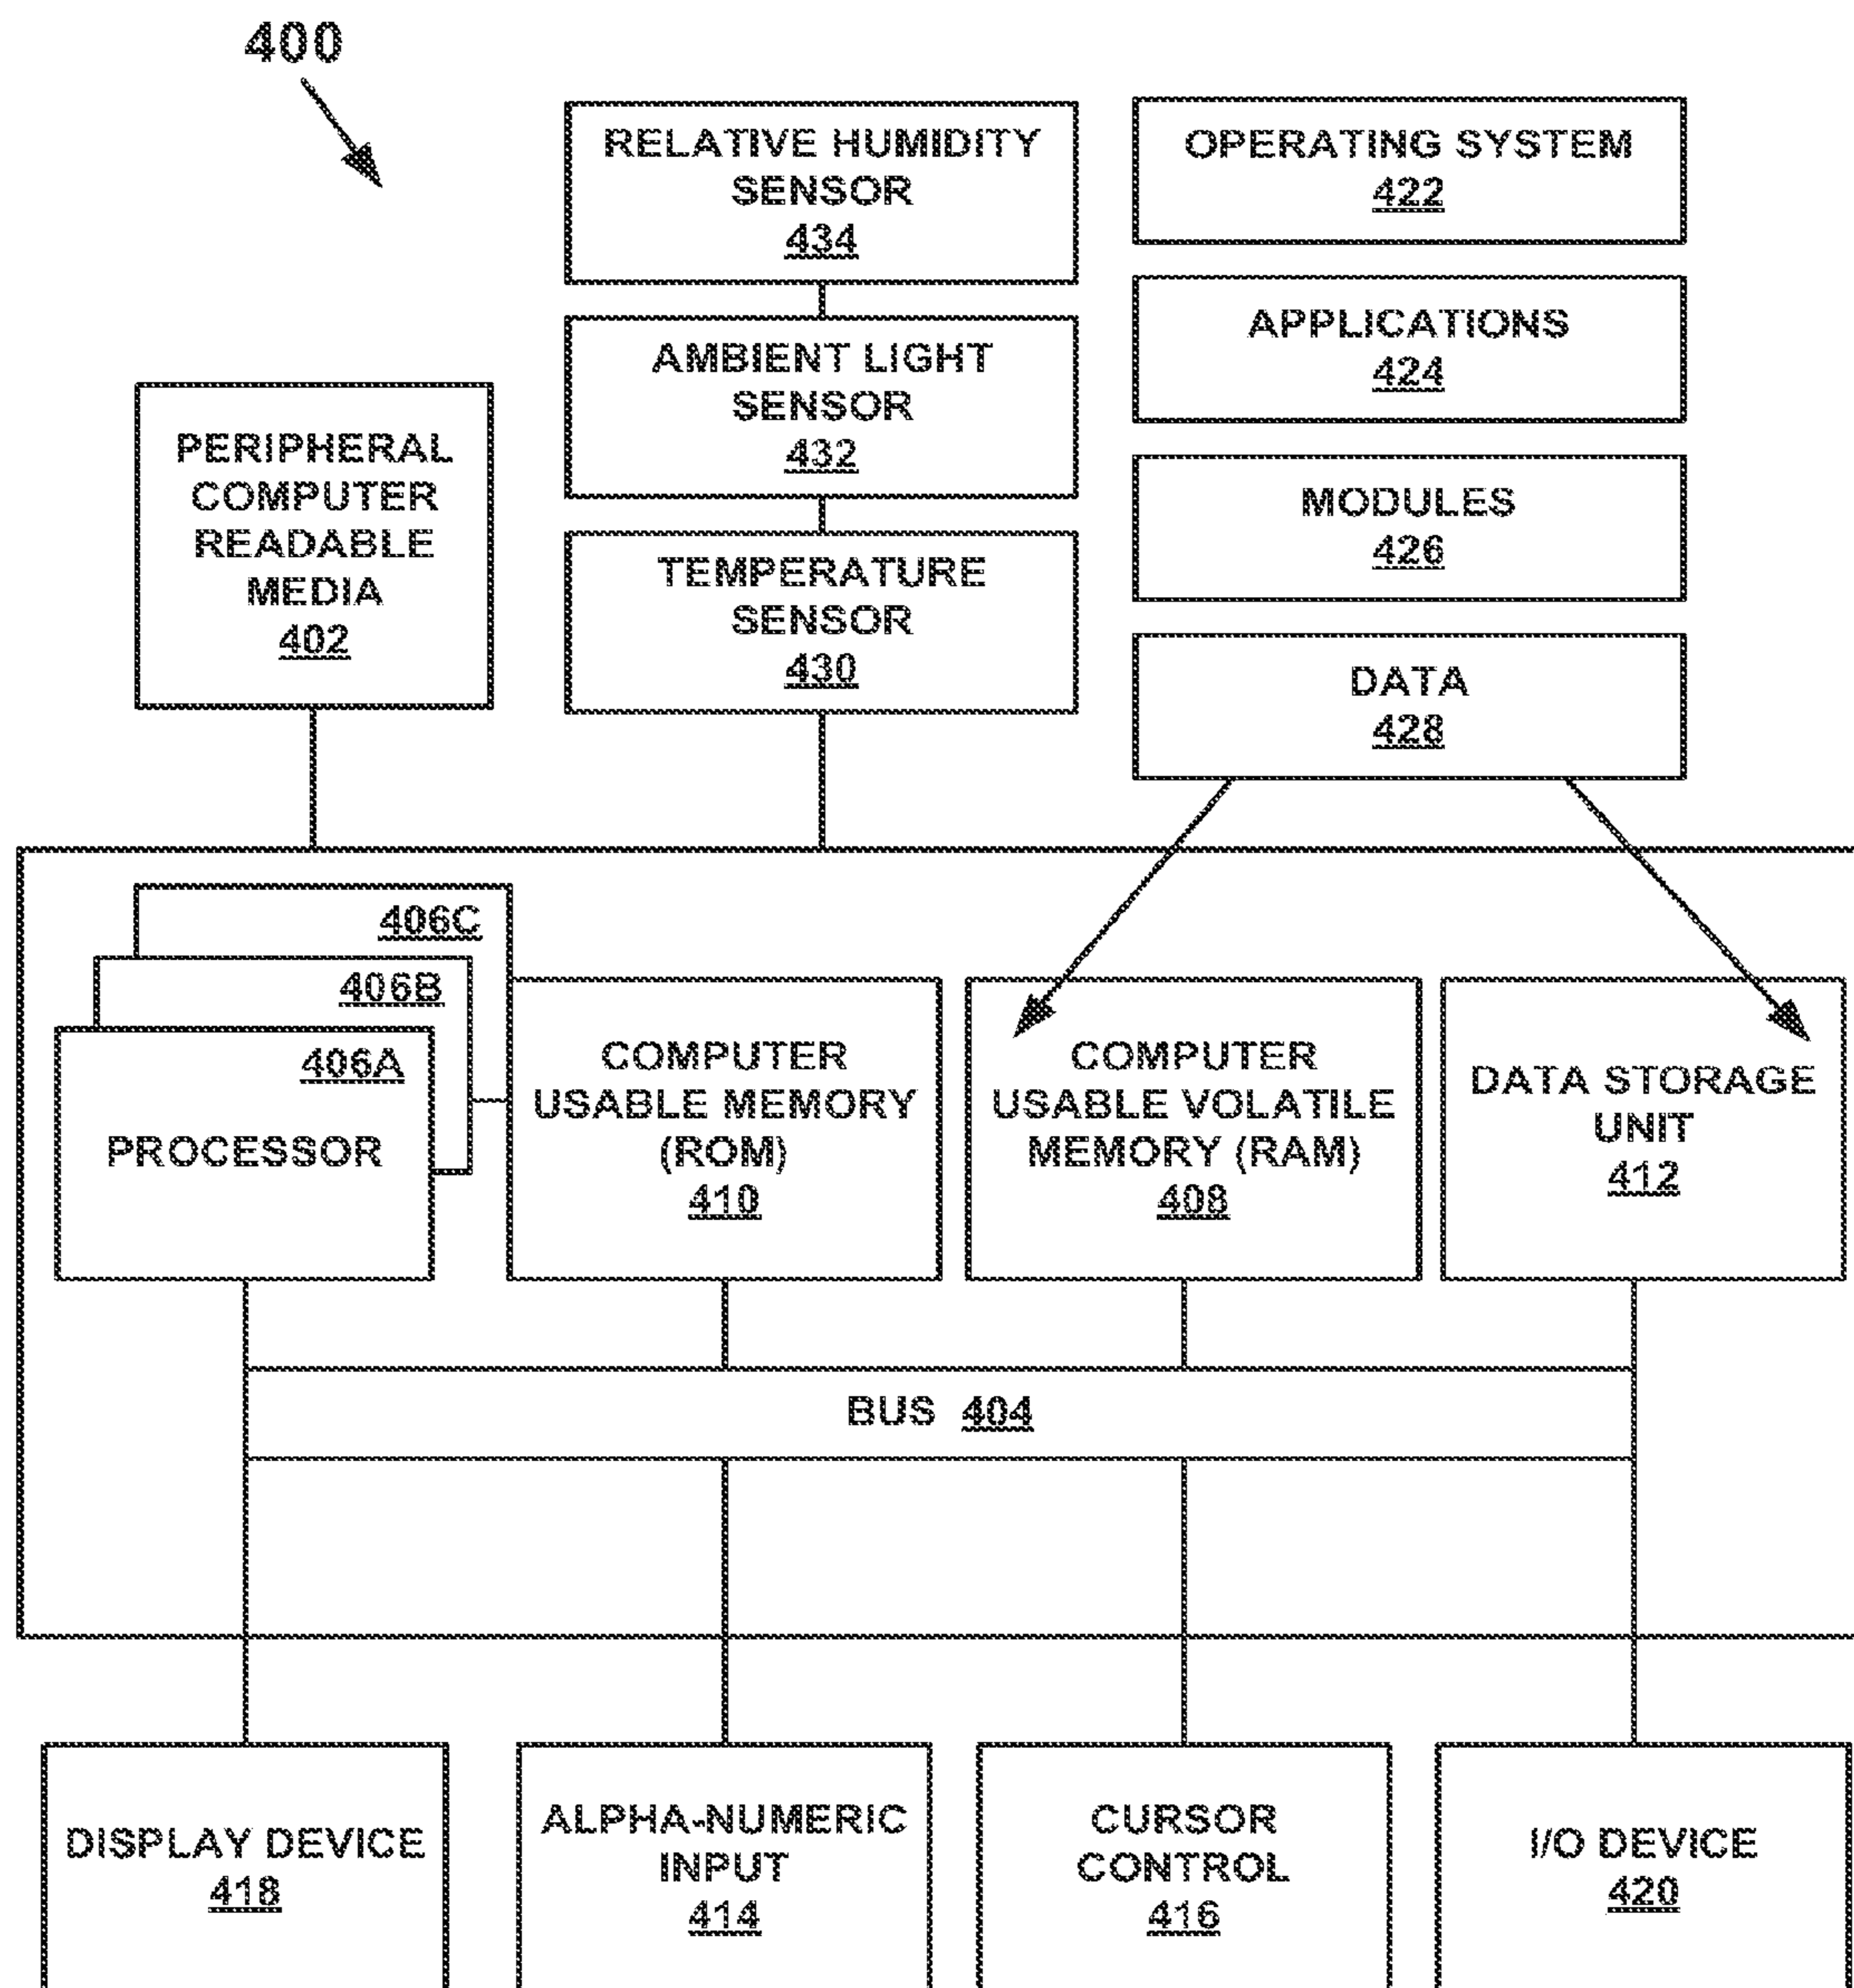 400
RELATIVE HUMIDITY
SENSOR
434
OPERATING SYSTEM
422
APPLICATIONS
424
AMBIENT LIGHT
SENSOR
432
PERIPHERAL
COMPUTER
READABLE
MEDIA
402
MODULES
426
TEMPERATURE
SENSOR
430
DATA
428
406C
406B
406A
PROCESSOR
COMPUTER
USABLE MEMORY
(ROM)
410
COMPUTER
USABLE VOLATILE
MEMORY (RAM)
408
DATA STORAGE
UNIT
412
BUS 404
DISPLAY DEVICE
418
ALPHA-NUMERIC
INPUT
414
CURSOR
CONTROL
416
I/O DEVICE
420